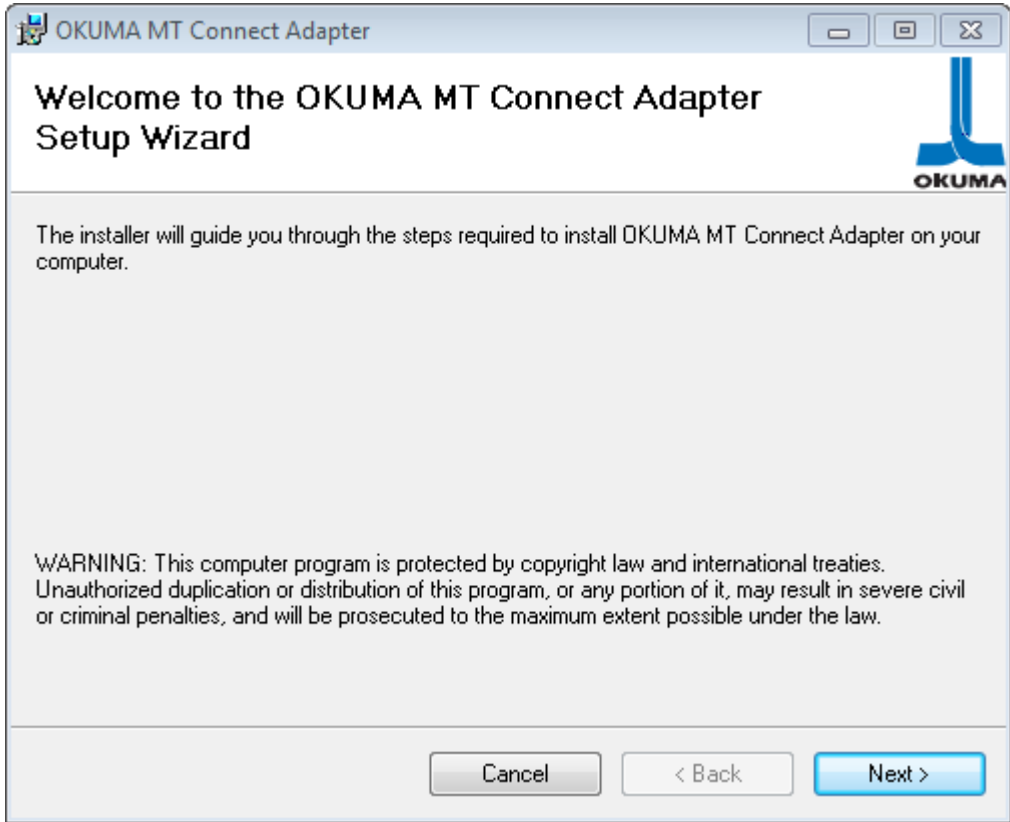 OKUMA MT Connect Adapter
Welcome to the OKUMA MT Connect Adapter
Setup Wizard
OKUMA
The installer will guide you through the steps required to install OKUMA MT Connect Adapter on your
computer.
WARNING: This computer program is protected by copyright law and international treaties.
Unauthorized duplication or distribution of this program, or any portion of it, may result in severe civil
or criminal penalties, and will be prosecuted to the maximum extent possible under the law.
Cancel
< Back
Next >